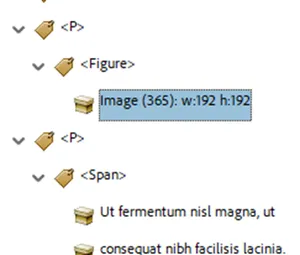 <P>
<Figure>
Image (365): w:192 h:192
<P>
<Span>
Ut fermentum nisl magna, ut
consequat nibh facilisis lacinia.